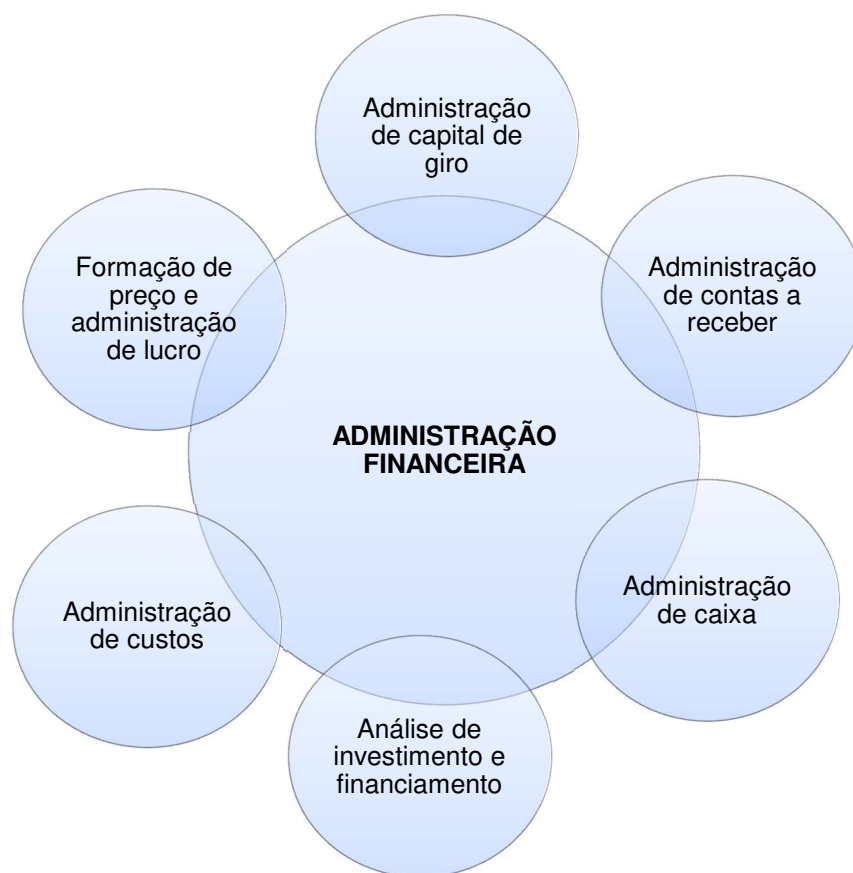 Administração
de capital de
giro
Administração
de contas a
receber
Administração
de caixa
Análise de
investimento e
financiamento
Administração
de custos
Formação de
preço e
administração
de lucro
ADMINISTRAÇÃO
FINANCEIRA